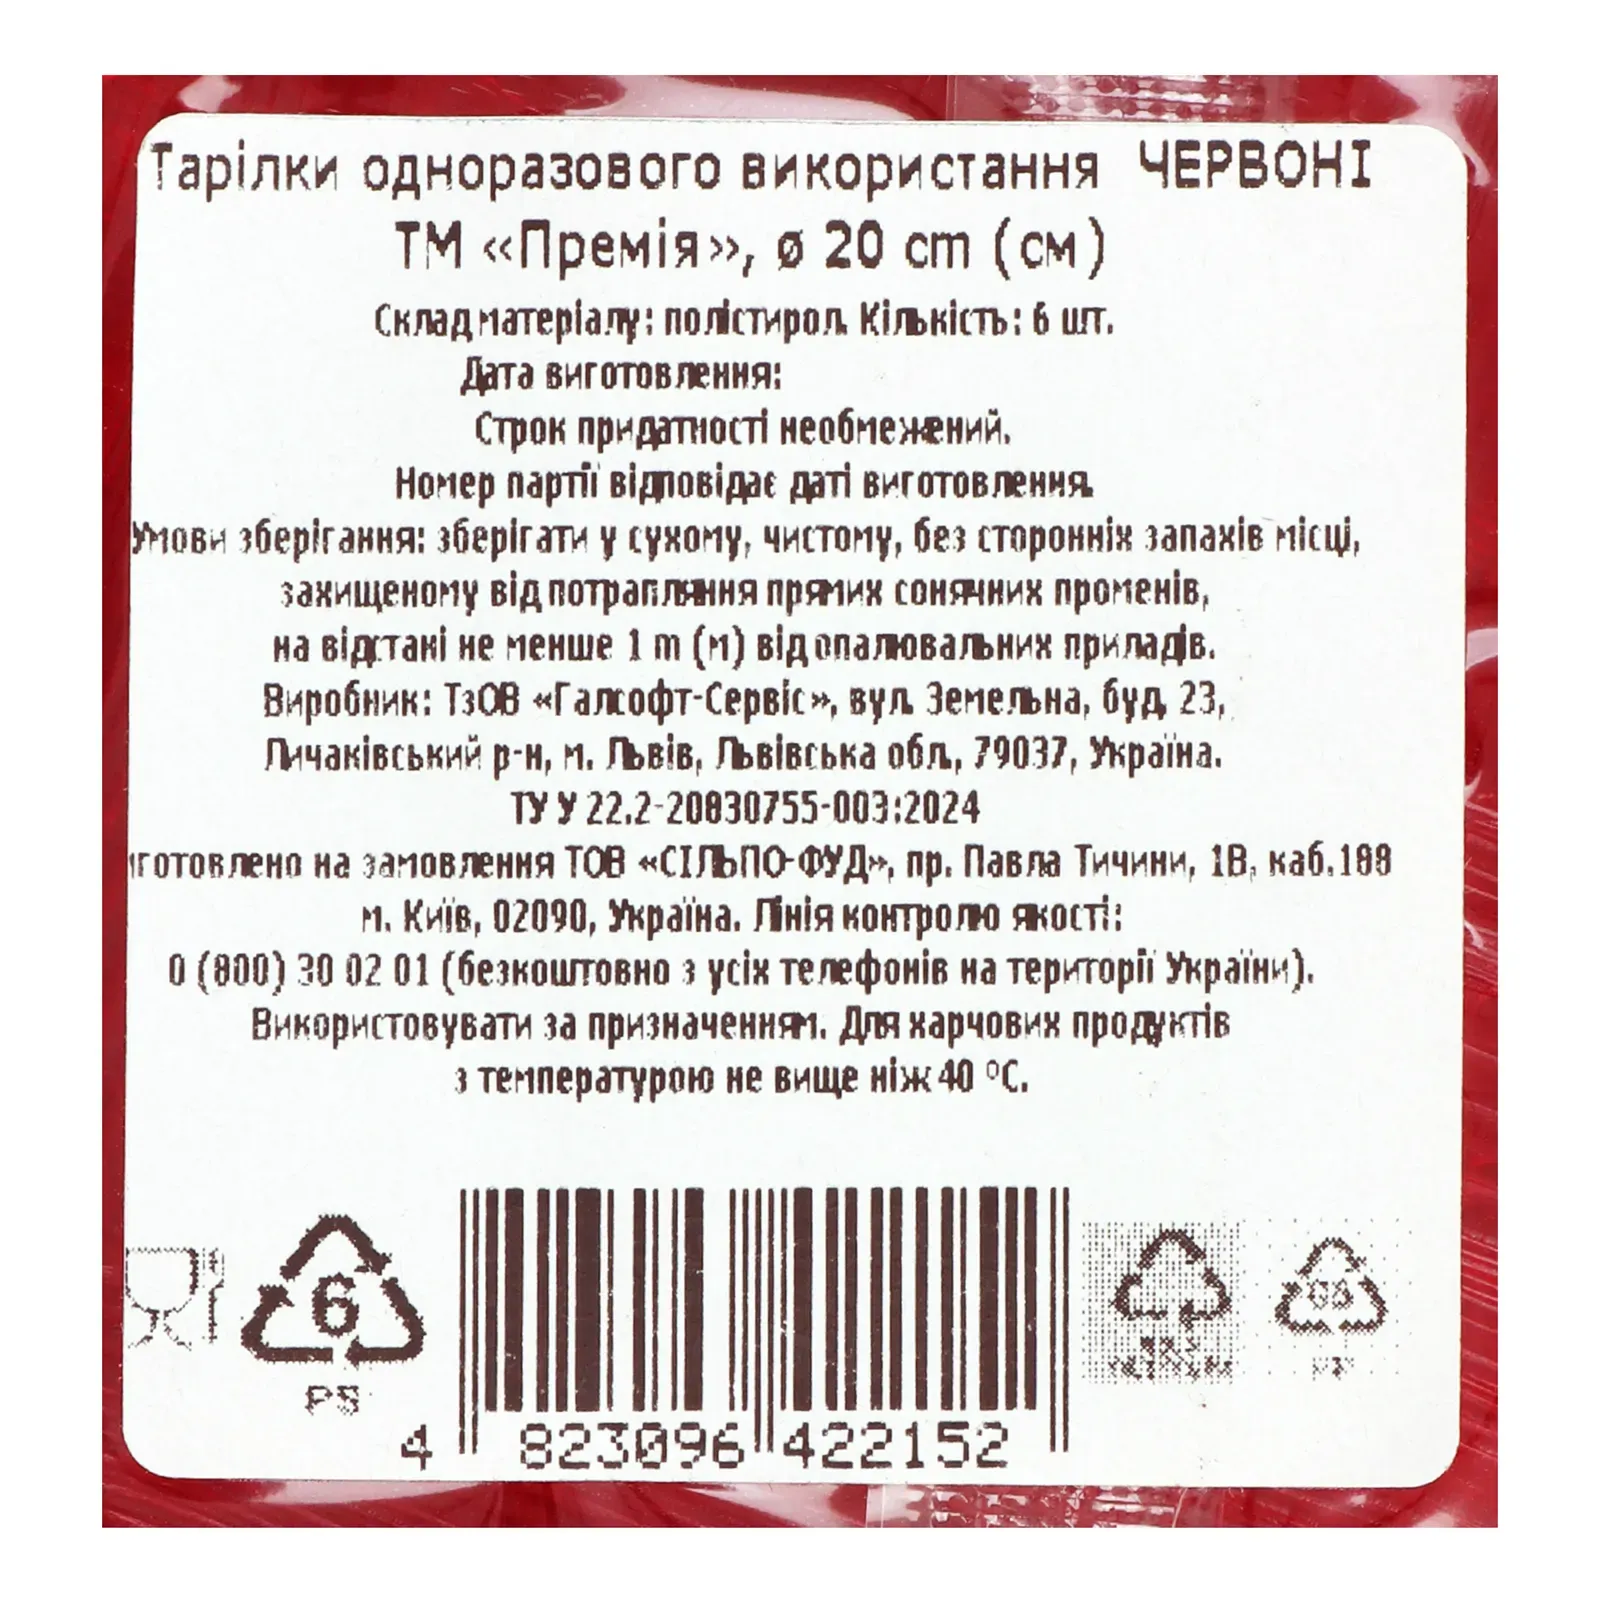 Тарілки одноразового використання ЧЕРВОНІ
ТМ «Премія», ø 20 cm (см)
Склад матеріалу: полістирол. Кількість: 6 шт.
Дата виготовлення:
Строк придатності необмежений.
Номер партії відповідає даті виготовлення.
Умови зберігання: зберігати у сухому, чистому, без сторонніх запахів місці,
захищеному від потрапляння прямих сонячних променів,
на відстані не менше 1 m (м) від опалювальних приладів.
Виробник: ТзОВ «Галсофт-Сервіс», вул. Земельна, буд. 23,
Личаківський р-н, м. Львів, Львівська обл., 79037, Україна.
ТУ У 22.2-20830755-003:2024
иготовлено на замовлення ТОВ «СІЛЬПО-ФУД», пр. Павла Тичини, 1В, каб.188
м. Київ, 02090, Україна. Лінія контролю якості:
0 (800) 30 02 01 (безкоштовно з усіх телефонів на території України).
Використовувати за призначенням. Для харчових продуктів
з температурою не вище ніж 40 °С.
6
PS
4 823096 422152